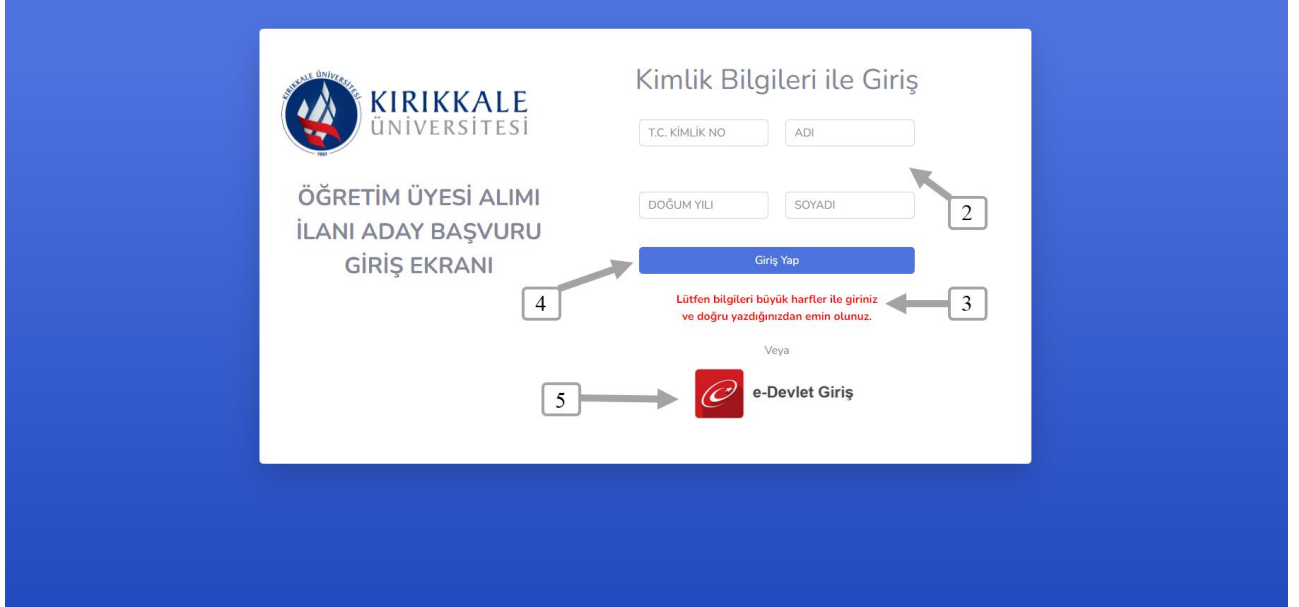 KIRIKKALE ÜNİVERSİTESİ
1992
KIRIKKALE
ÜNİVERSİTESİ
ÖĞRETİM ÜYESİ ALIMI
İLANI ADAY BAŞVURU
GİRİŞ EKRANI
Kimlik Bilgileri ile Giriş
T.C. KİMLİK NO
ADI
2
DOĞUM YILI
SOYADI
Giriş Yap
4
Lütfen bilgileri büyük harfler ile giriniz
ve doğru yazdığınızdan emin olunuz.
3
Veya
5
e-Devlet Giriş